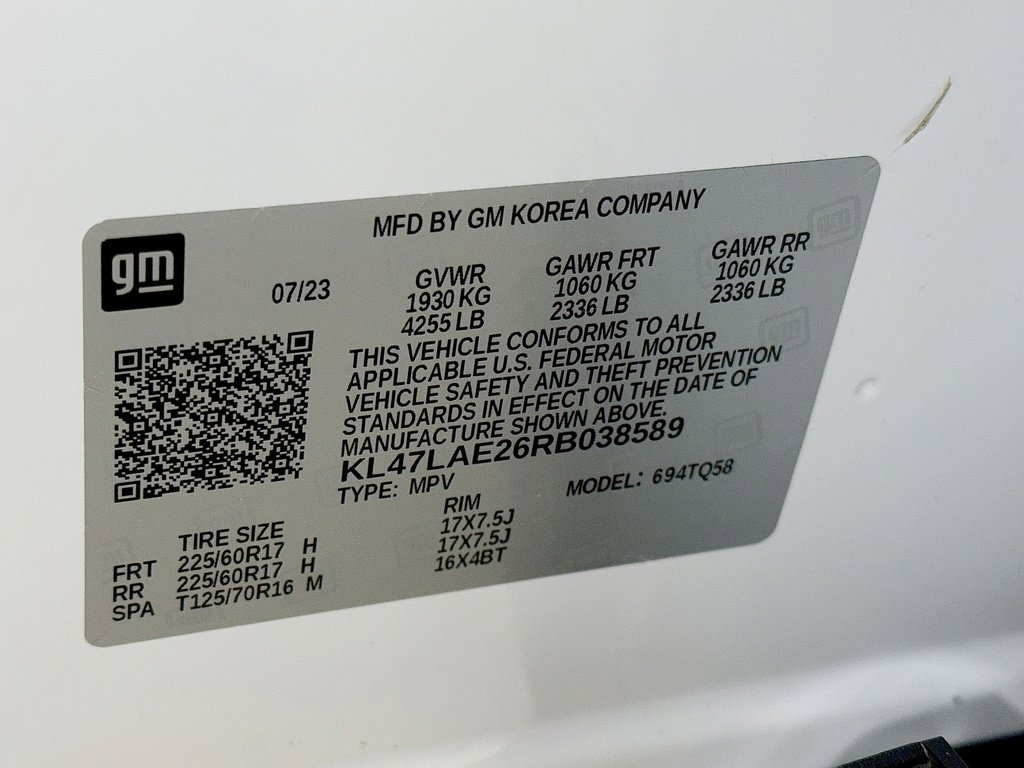 MFD BY GM KOREA COMPANY
gm
07/23
GVWR
1930 KG
4255 LB
GAWR FRT
1060 KG
2336 LB
GAWR RR
1060 KG
2336 LB
THIS VEHICLE CONFORMS TO ALL
APPLICABLE U.S. FEDERAL MOTOR
VEHICLE SAFETY AND THEFT PREVENTION
STANDARDS IN EFFECT ON THE DATE OF
MANUFACTURE SHOWN ABOVE.
KL47LAE26RB038589
TYPE: MPV MODEL: 694TQ58
TIRE SIZE RIM
FRT 225/60R17 H 17X7.5J
RR 225/60R17 H 17X7.5J
SPA T125/70R16 M 16X4BT